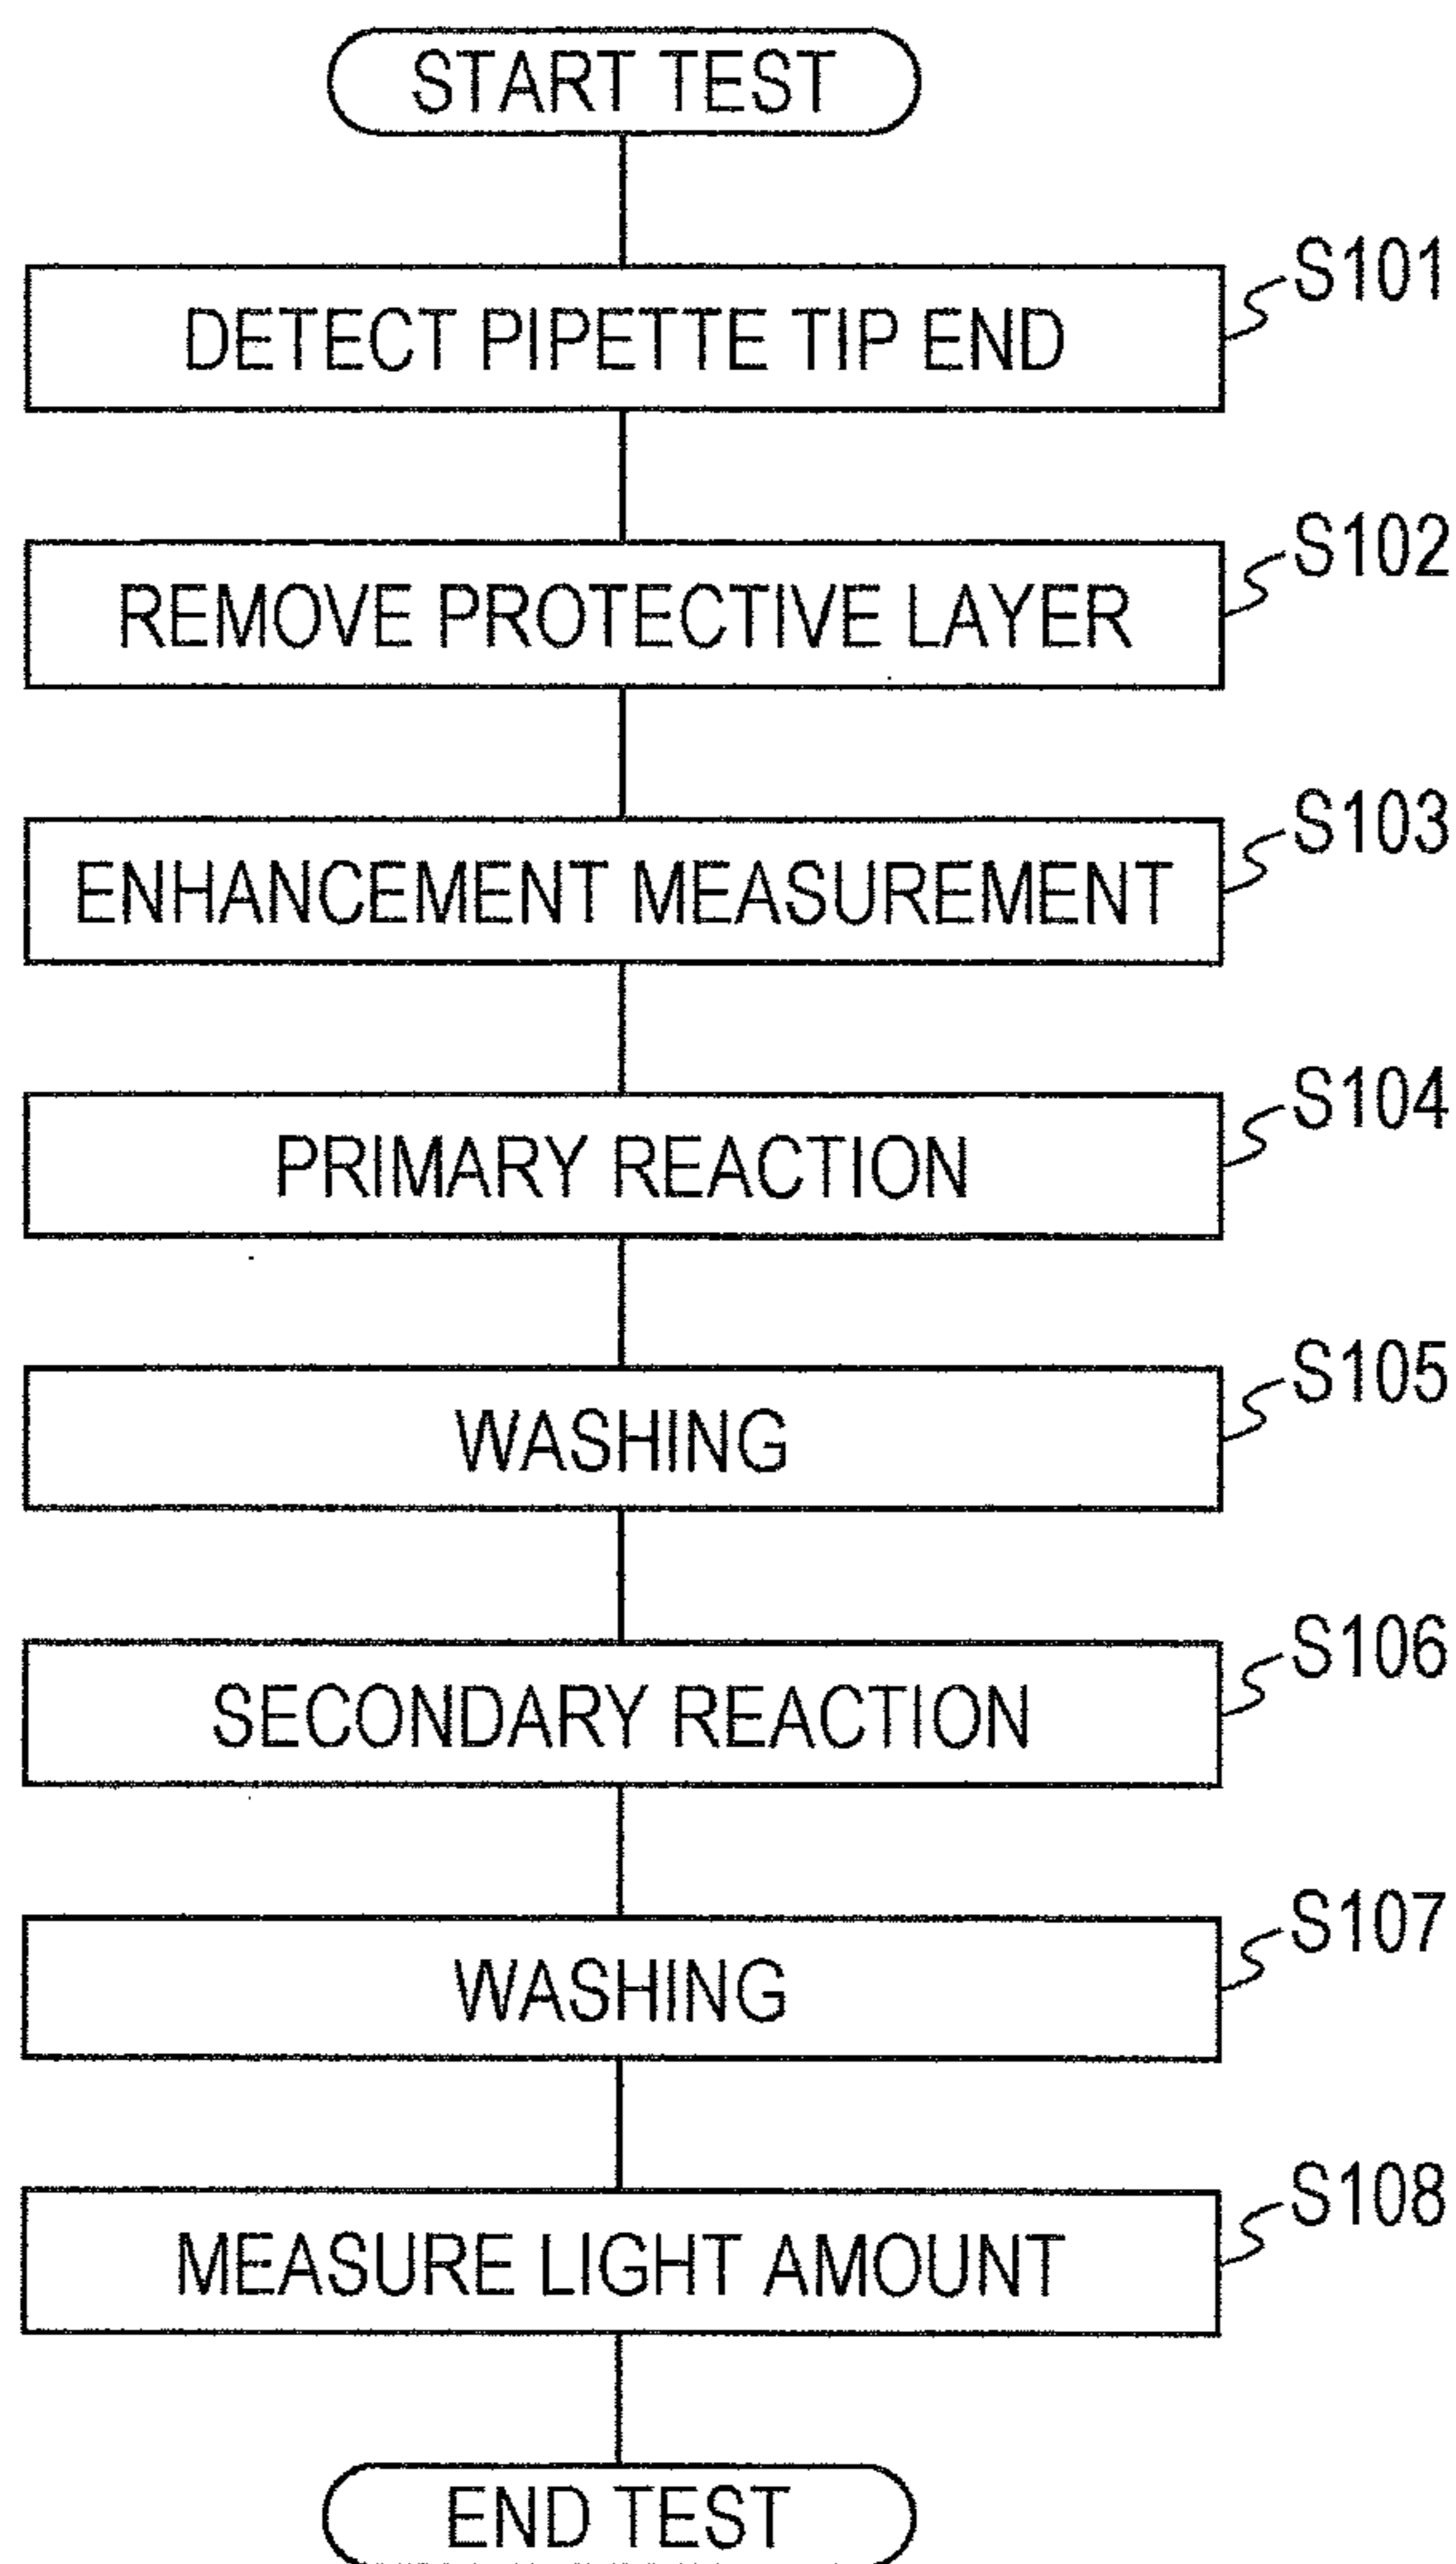 START TEST
DETECT PIPETTE TIP END
S101
REMOVE PROTECTIVE LAYER
S102
ENHANCEMENT MEASUREMENT
S103
PRIMARY REACTION
S104
WASHING
S105
SECONDARY REACTION
S106
WASHING
S107
MEASURE LIGHT AMOUNT
S108
END TEST